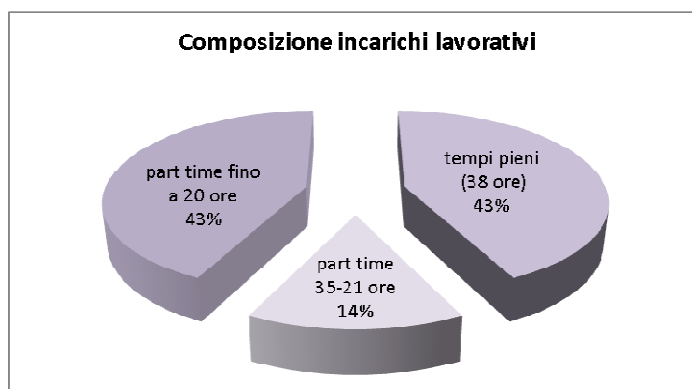 Composizione incarichi lavorativi
part time fino
a 20 ore
43%
tempi pieni
(38 ore)
43%
part time
35-21 ore
14%